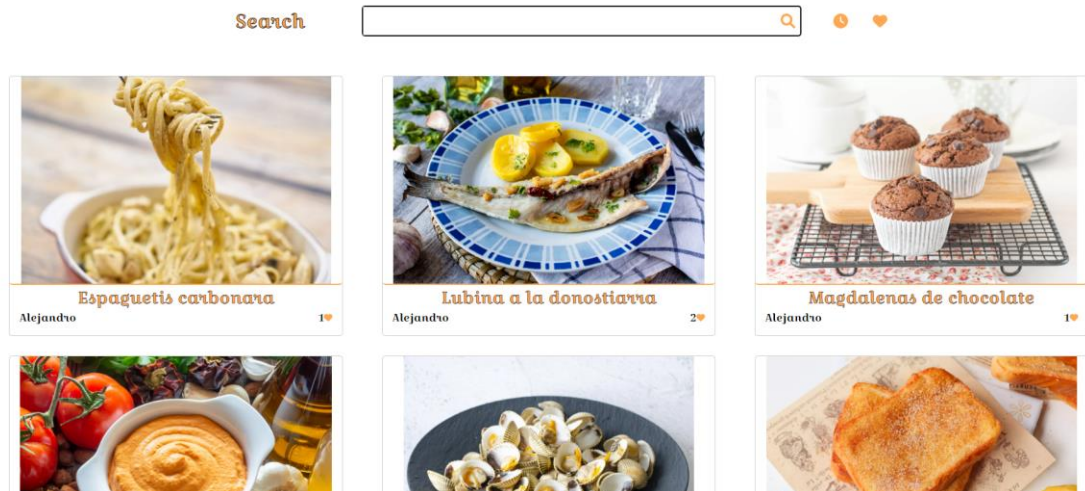 Search
Espaguetis carbonara
Alejandro 1
Lubina a la donostiarra
Alejandro 2
Magdalenas de chocolate
Alejandro 1